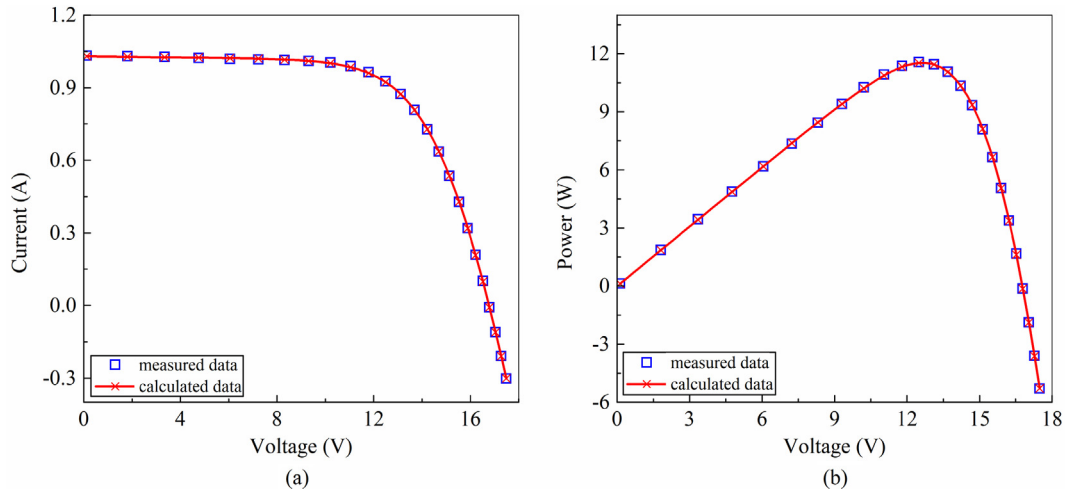 1.2
0.9
0.6
0.3
0.0
-0.3
Current (A)
measured data
calculated data
0 4 8 12 16
Voltage (V)
(a)
12
9
6
3
0
-3
-6
Power (W)
measured data
calculated data
0 3 6 9 12 15 18
Voltage (V)
(b)